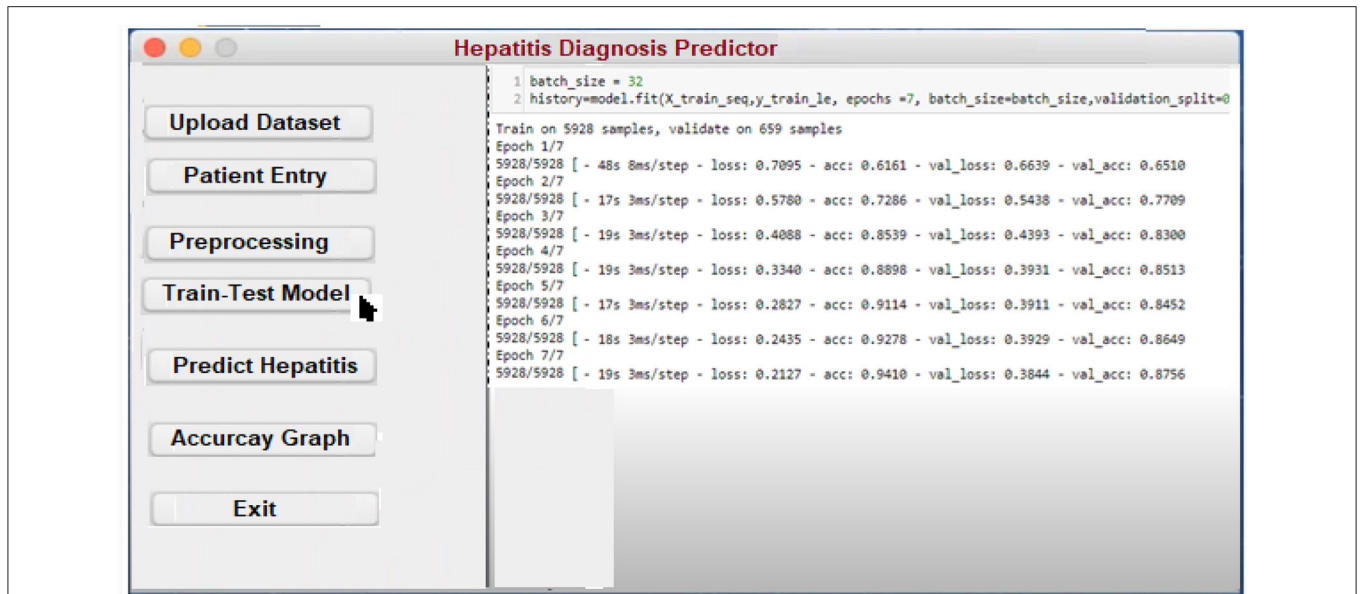 Hepatitis Diagnosis Predictor
Upload Dataset
Patient Entry
Preprocessing
Train-Test Model
Predict Hepatitis
Accurcay Graph
Exit
1 batch_size = 32
2 history=model.fit(X_train_seq,y_train_le, epochs =7, batch_size=batch_size,validation_split=0
Train on 5928 samples, validate on 659 samples
Epoch 1/7
5928/5928 [ - 48s 8ms/step - loss: 0.7095 - acc: 0.6161 - val_loss: 0.6639 - val_acc: 0.6510
Epoch 2/7
5928/5928 [ - 17s 3ms/step - loss: 0.5780 - acc: 0.7286 - val_loss: 0.5438 - val_acc: 0.7709
Epoch 3/7
5928/5928 [ - 19s 3ms/step - loss: 0.4088 - acc: 0.8539 - val_loss: 0.4393 - val_acc: 0.8300
Epoch 4/7
5928/5928 [ - 19s 3ms/step - loss: 0.3340 - acc: 0.8898 - val_loss: 0.3931 - val_acc: 0.8513
Epoch 5/7
5928/5928 [ - 17s 3ms/step - loss: 0.2827 - acc: 0.9114 - val_loss: 0.3911 - val_acc: 0.8452
Epoch 6/7
5928/5928 [ - 18s 3ms/step - loss: 0.2435 - acc: 0.9278 - val_loss: 0.3929 - val_acc: 0.8649
Epoch 7/7
5928/5928 [ - 19s 3ms/step - loss: 0.2127 - acc: 0.9410 - val_loss: 0.3844 - val_acc: 0.8756